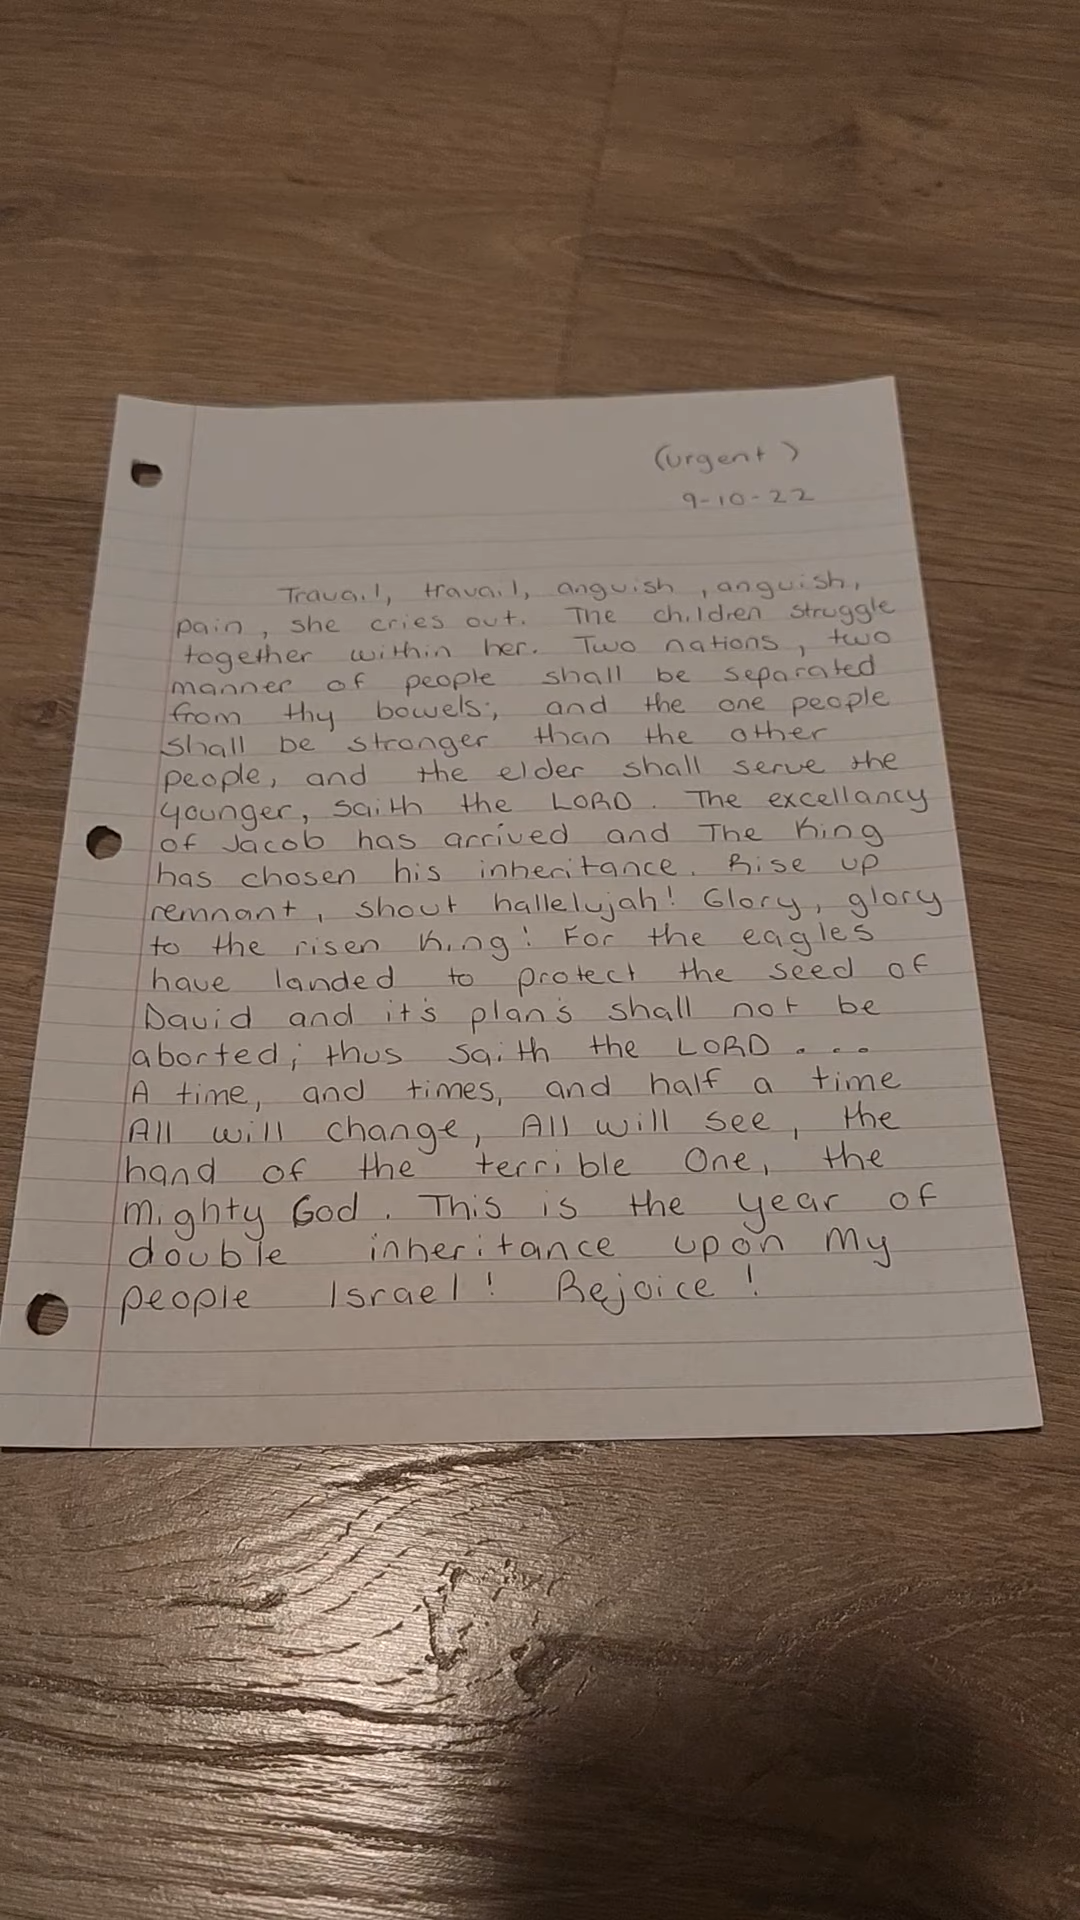 (urgent)
9-10-22
Travail, travail, anguish, anguish,
pain, she cries out. The children struggle
together within her. Two nations, two
manner of people shall be separated
from thy bowels; and the one people
shall be stronger than the other
people, and the elder shall serve the
younger, saith the LORD. The excellancy
of Jacob has arrived and The King
has chosen his inheritance. Rise up
remnant, shout hallelujah! Glory, glory
to the risen King! For the eagles
have landed to protect the seed of
David and it's plan's shall not be
aborted; thus saith the LORD ...
A time, and times, and half a time
All will change, All will see, the
hand of the terrible One, the
mighty God. This is the year of
double inheritance upon My
people Israel! Rejoice!